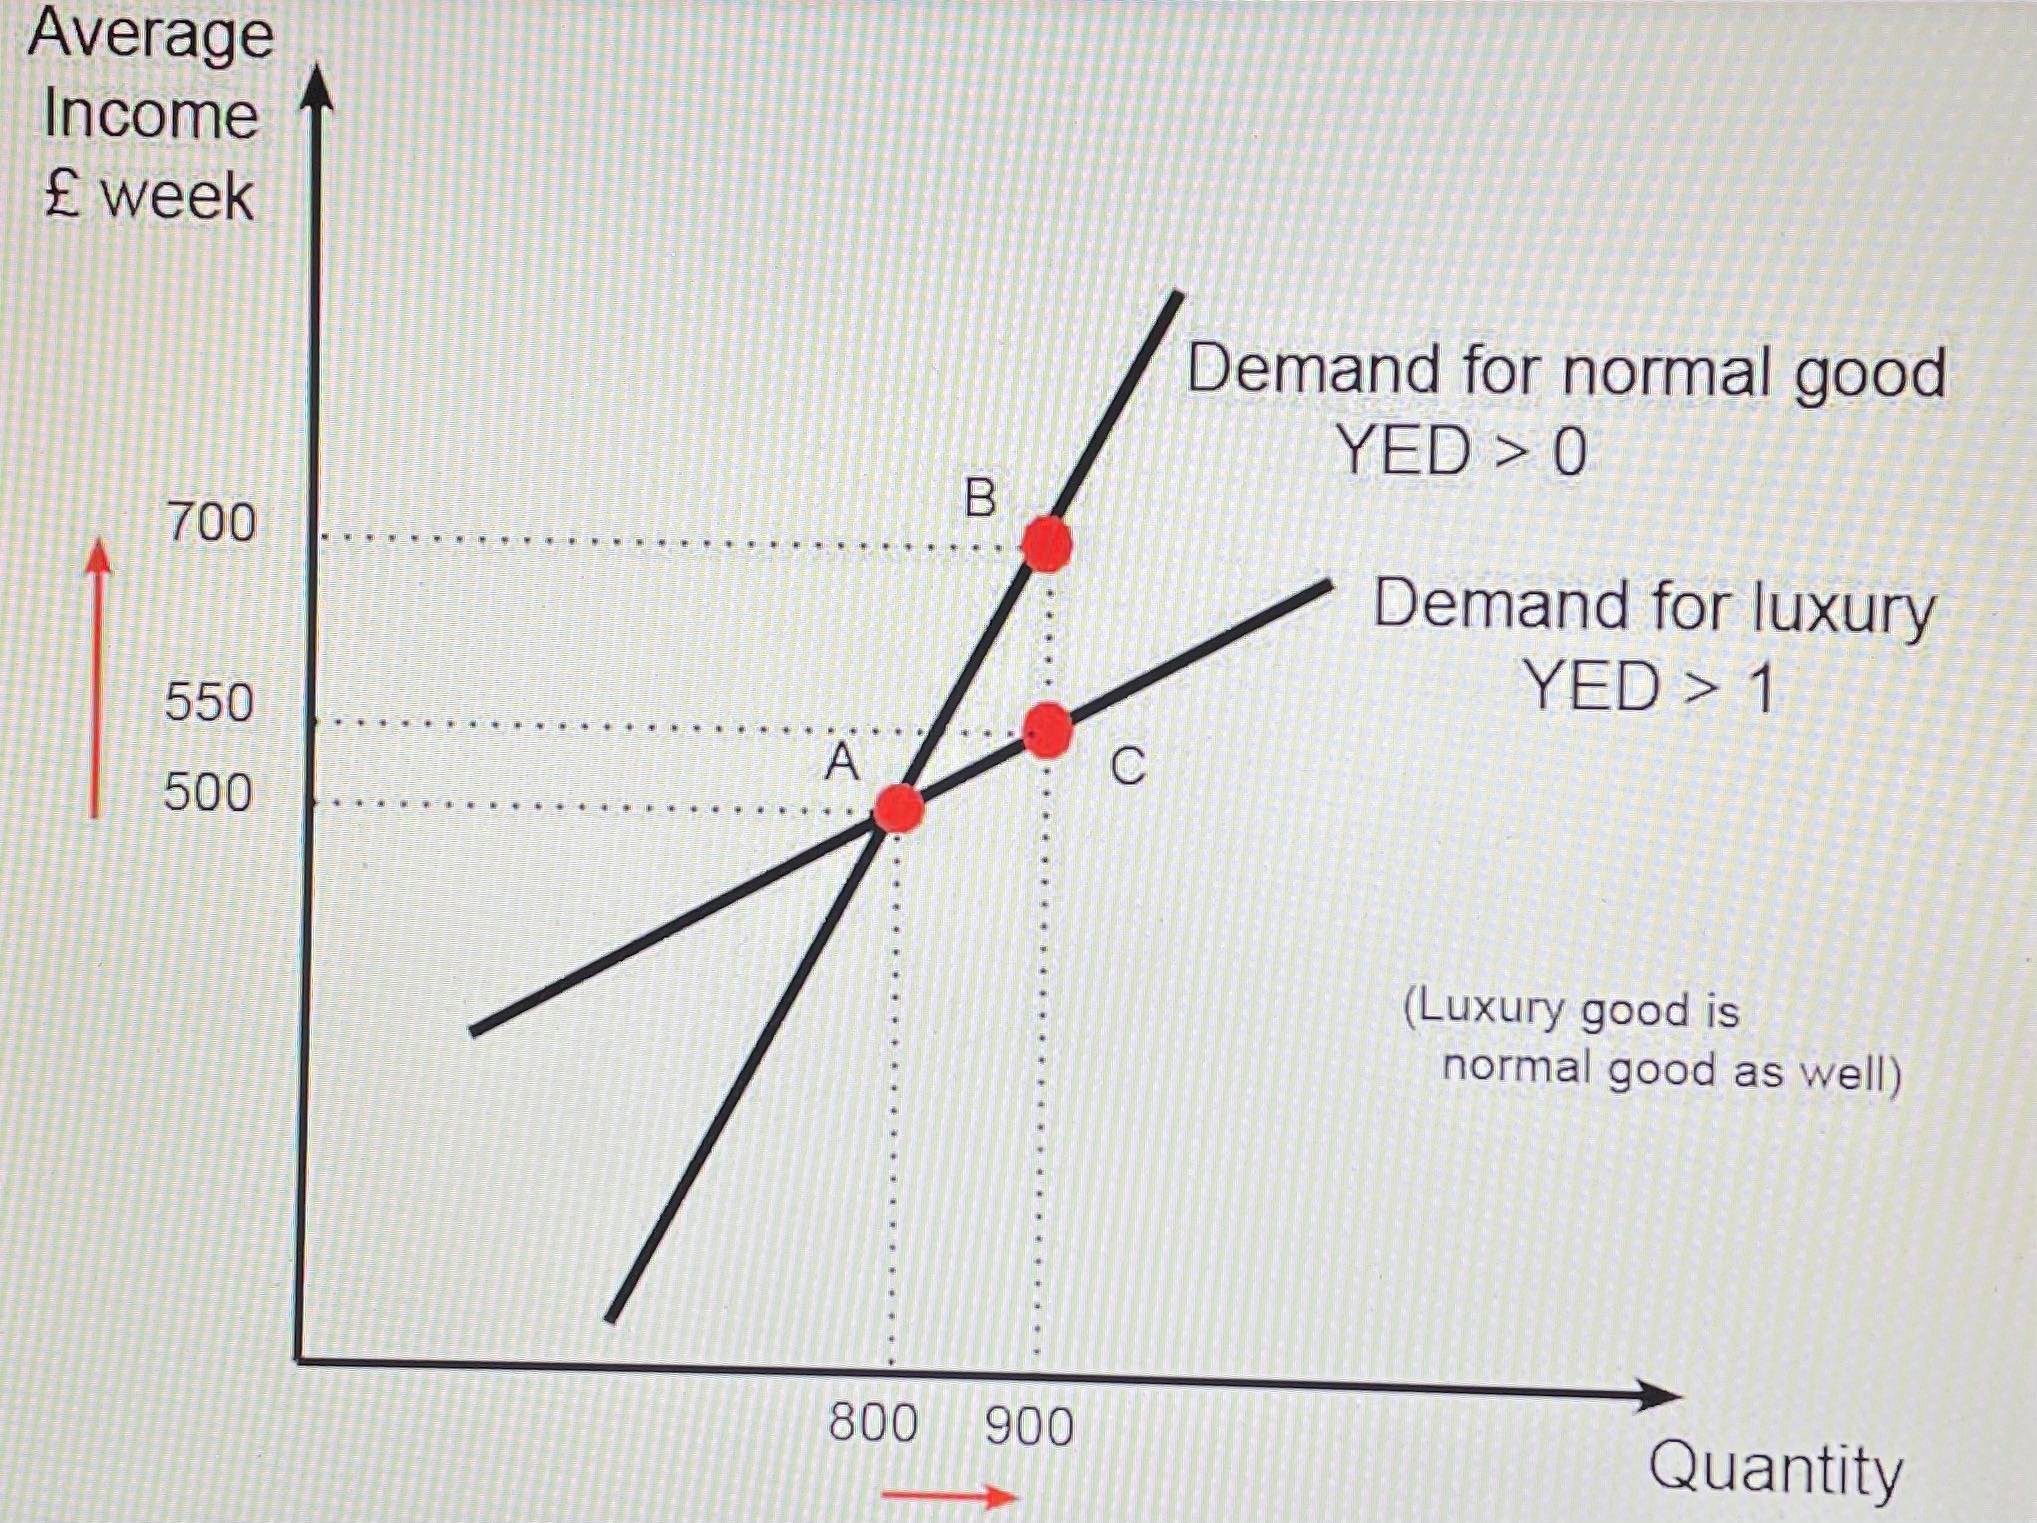 Average
Income
£ week
Demand for normal good
YED > 0
B
700
Demand for luxury
YED > 1
550
A
C
500
(Luxury good is
normal good as well)
800 900
Quantity